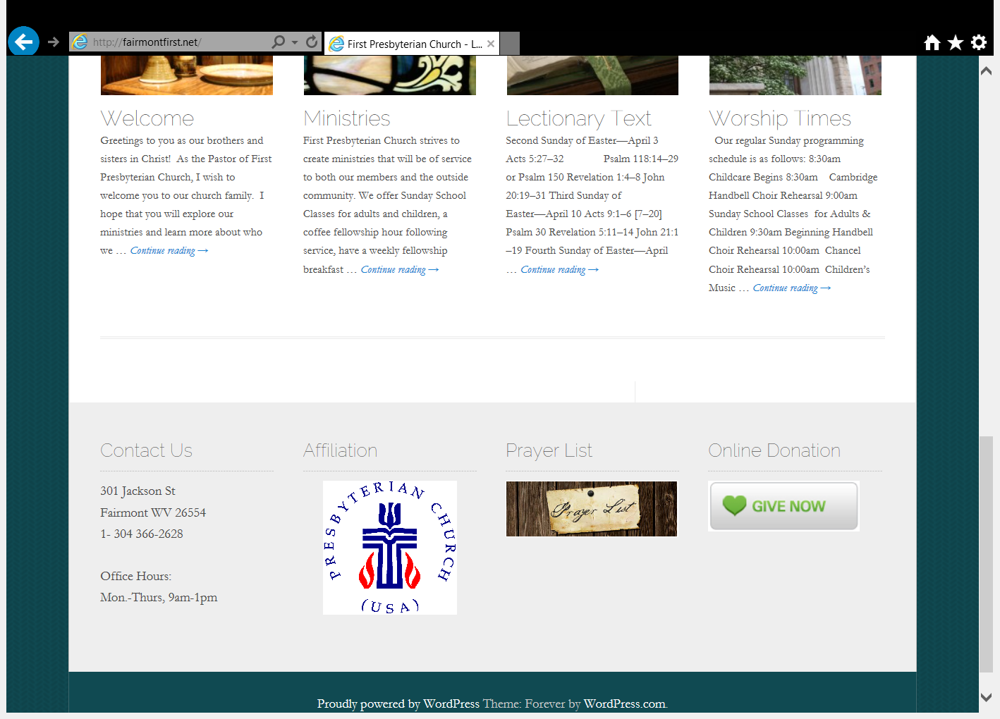 http://fairmontfirst.net/
First Presbyterian Church - L...
Welcome
Greetings to you as our brothers and
sisters in Christ!  As the Pastor of First
Presbyterian Church, I wish to
welcome you to our church family.  I
hope that you will explore our
ministries and learn more about who
we … Continue reading →
Ministries
First Presbyterian Church strives to
create ministries that will be of service
to both our members and the outside
community. We offer Sunday School
Classes for adults and children, a
coffee fellowship hour following
service, have a weekly fellowship
breakfast … Continue reading →
Lectionary Text
Second Sunday of Easter—April 3
Acts 5:27–32 Psalm 118:14–29
or Psalm 150 Revelation 1:4–8 John
20:19–31 Third Sunday of
Easter—April 10 Acts 9:1–6 [7–20]
Psalm 30 Revelation 5:11–14 John 21:1
–19 Fourth Sunday of Easter—April
… Continue reading →
Worship Times
Our regular Sunday programming
schedule is as follows: 8:30am
Childcare Begins 8:30am    Cambridge
Handbell Choir Rehearsal 9:00am
Sunday School Classes  for Adults &
Children 9:30am Beginning Handbell
Choir Rehearsal 10:00am  Chancel
Choir Rehearsal 10:00am  Children’s
Music … Continue reading →
Contact Us
301 Jackson St
Fairmont WV 26554
1- 304 366-2628
Office Hours:
Mon.-Thurs, 9am-1pm
Affiliation
PRESBYTERIAN CHURCH
(USA)
Prayer List
Prayer List
Online Donation
GIVE NOW
Proudly powered by WordPress Theme: Forever by WordPress.com.